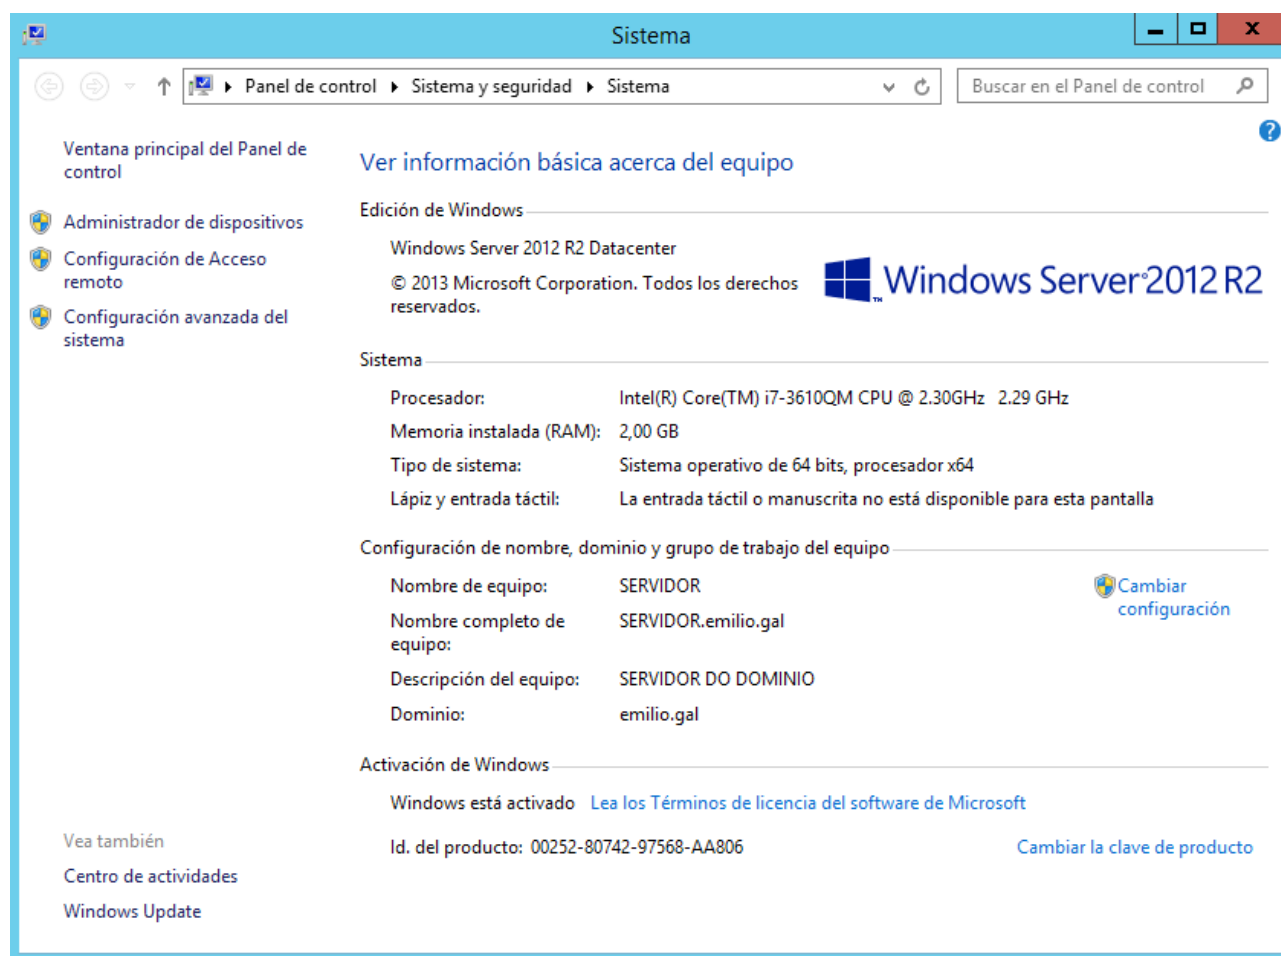 Sistema
Panel de control Sistema y seguridad Sistema
Buscar en el Panel de control
?
Ventana principal del Panel de
control
Administrador de dispositivos
Configuración de Acceso
remoto
Configuración avanzada del
sistema
Ver información básica acerca del equipo
Edición de Windows
Windows Server 2012 R2 Datacenter
© 2013 Microsoft Corporation. Todos los derechos
reservados.
Windows Server 2012 R2
Sistema
Procesador: Intel(R) Core(TM) i7-3610QM CPU @ 2.30GHz 2.29 GHz
Memoria instalada (RAM): 2,00 GB
Tipo de sistema: Sistema operativo de 64 bits, procesador x64
Lápiz y entrada táctil: La entrada táctil o manuscrita no está disponible para esta pantalla
Configuración de nombre, dominio y grupo de trabajo del equipo
Nombre de equipo: SERVIDOR
Cambiar
configuración
Nombre completo de
equipo:
SERVIDOR.emilio.gal
Descripción del equipo: SERVIDOR DO DOMINIO
Dominio: emilio.gal
Activación de Windows
Windows está activado Lea los Términos de licencia del software de Microsoft
Id. del producto: 00252-80742-97568-AA806
Cambiar la clave de producto
Vea también
Centro de actividades
Windows Update